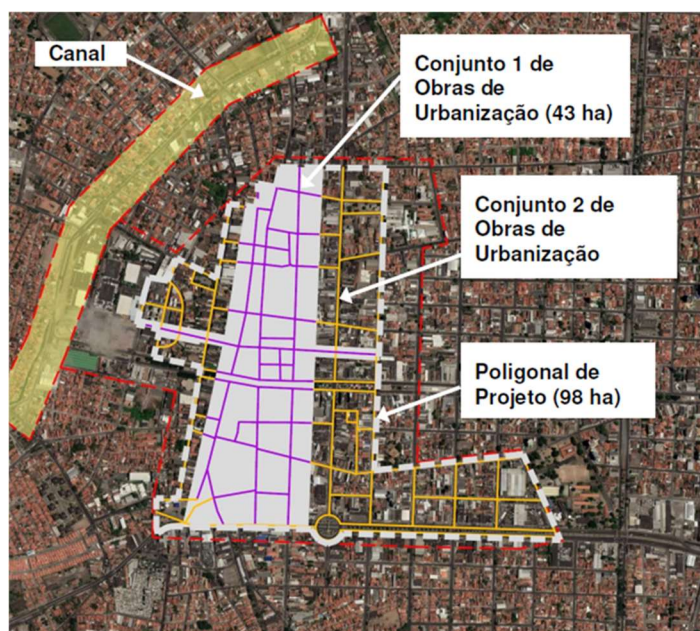 Canal
Conjunto 1 de
Obras de
Urbanização (43 ha)
Conjunto 2 de
Obras de
Urbanização
Poligonal de
Projeto (98 ha)